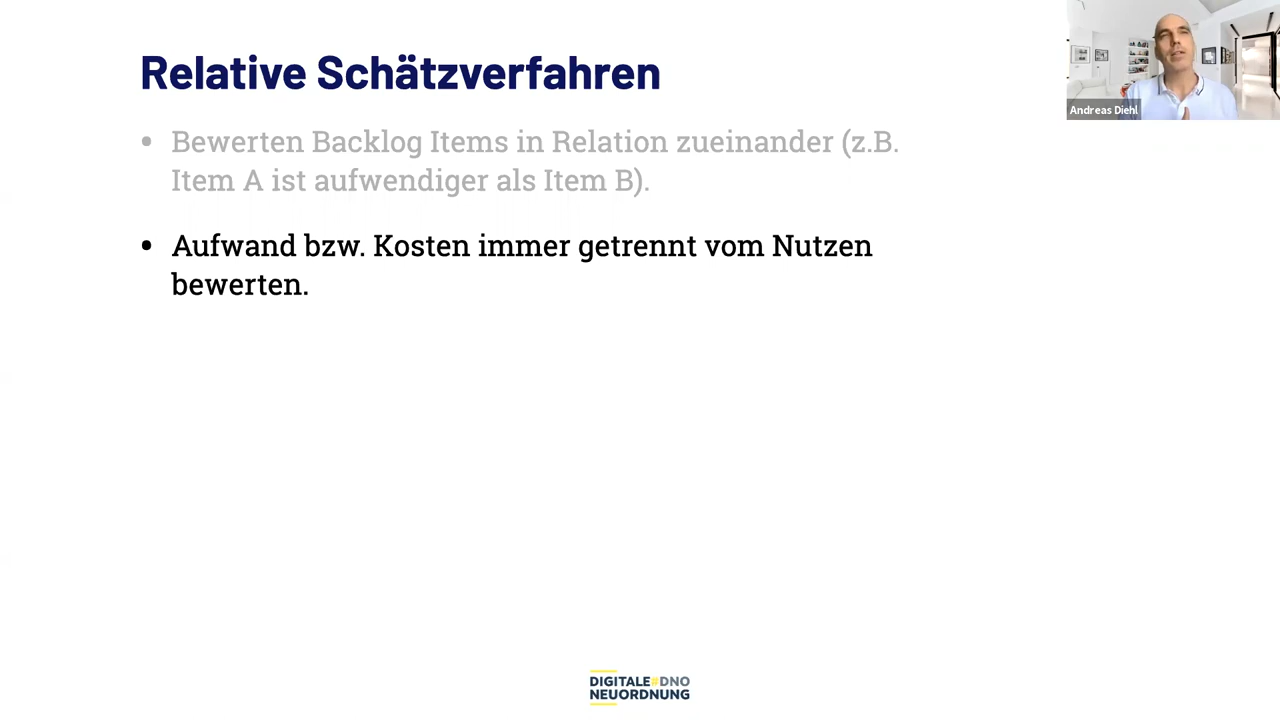 Relative Schätzverfahren
• Bewerten Backlog Items in Relation zueinander (z.B.
Item A ist aufwendiger als Item B).
• Aufwand bzw. Kosten immer getrennt vom Nutzen
bewerten.
Andreas Diehl
DIGITALE#DNO
NEUORDNUNG